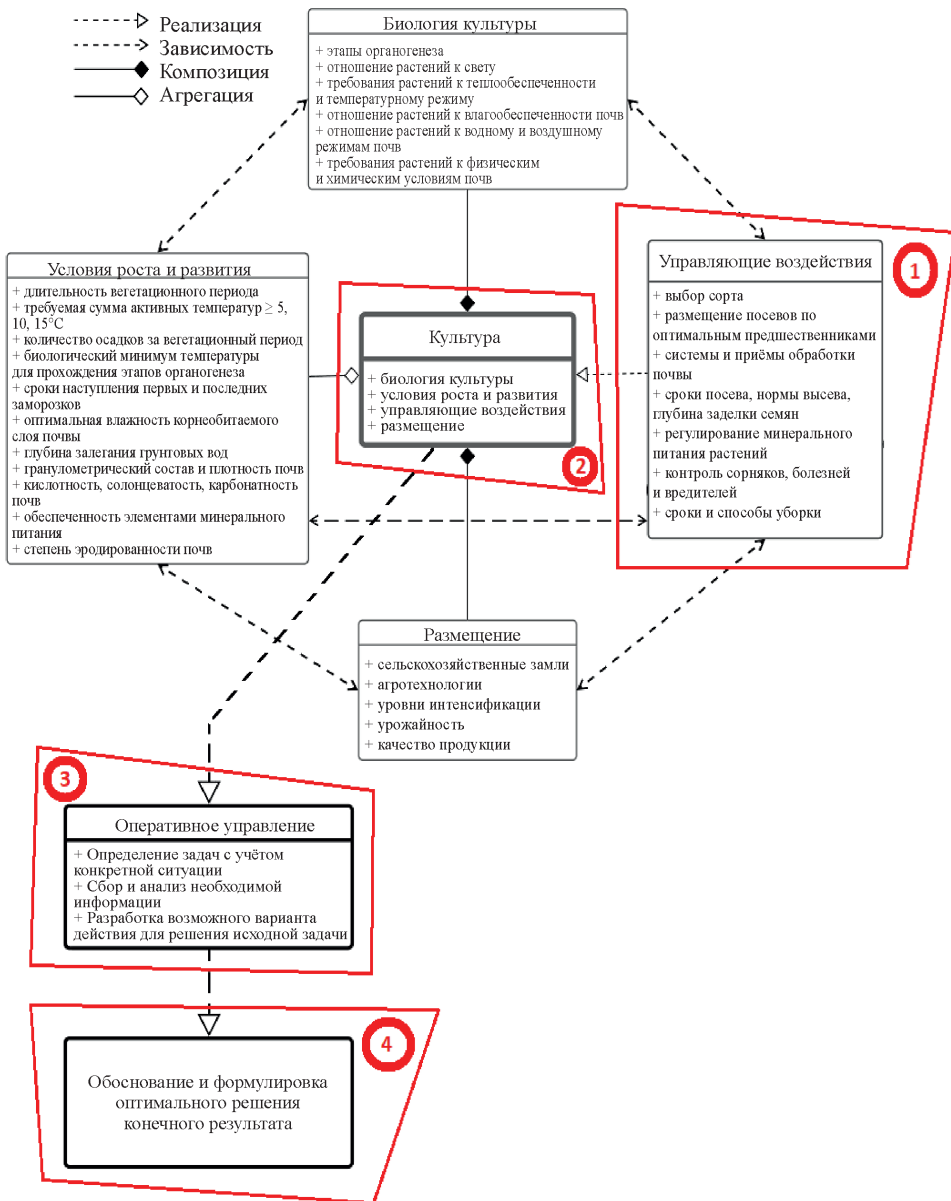 Реализация
Зависимость
Композиция
Агрегация
Биология культуры
+ этапы органогенеза
+ отношение растений к свету
+ требования растений к теплообеспеченности
и температурному режиму
+ отношение растений к влагообеспеченности почв
+ отношение растений к водному и воздушному
режимам почв
+ требования растений к физическим
и химическим условиям почв
Условия роста и развития
+ длительность вегетационного периода
+ требуемая сумма активных температур ≥ 5,
10, 15°С
+ количество осадков за вегетационный период
+ биологический минимум температуры
для прохождения этапов органогенеза
+ сроки наступления первых и последних
заморозков
+ оптимальная влажность корнеобитаемого
слоя почвы
+ глубина залегания грунтовых вод
+ гранулометрический состав и плотность почв
+ кислотность, солонцеватость, карбонатность
почв
+ обеспеченность элементами минерального
питания
+ степень эродированности почв
Культура
+ биология культуры
+ условия роста и развития
+ управляющие воздействия
+ размещение
2
Управляющие воздействия
1
+ выбор сорта
+ размещение посевов по
оптимальным предшественниками
+ системы и приёмы обработки
почвы
+ сроки посева, нормы высева,
глубина заделки семян
+ регулирование минерального
питания растений
+ контроль сорняков, болезней
и вредителей
+ сроки и способы уборки
Размещение
+ сельскохозяйственные замли
+ агротехнологии
+ уровни интенсификации
+ урожайность
+ качество продукции
3
Оперативное управление
+ Определение задач с учётом
конкретной ситуации
+ Сбор и анализ необходимой
информации
+ Разработка возможного варианта
действия для решения исходной задачи
4
Обоснование и формулировка
оптимального решения
конечного результата